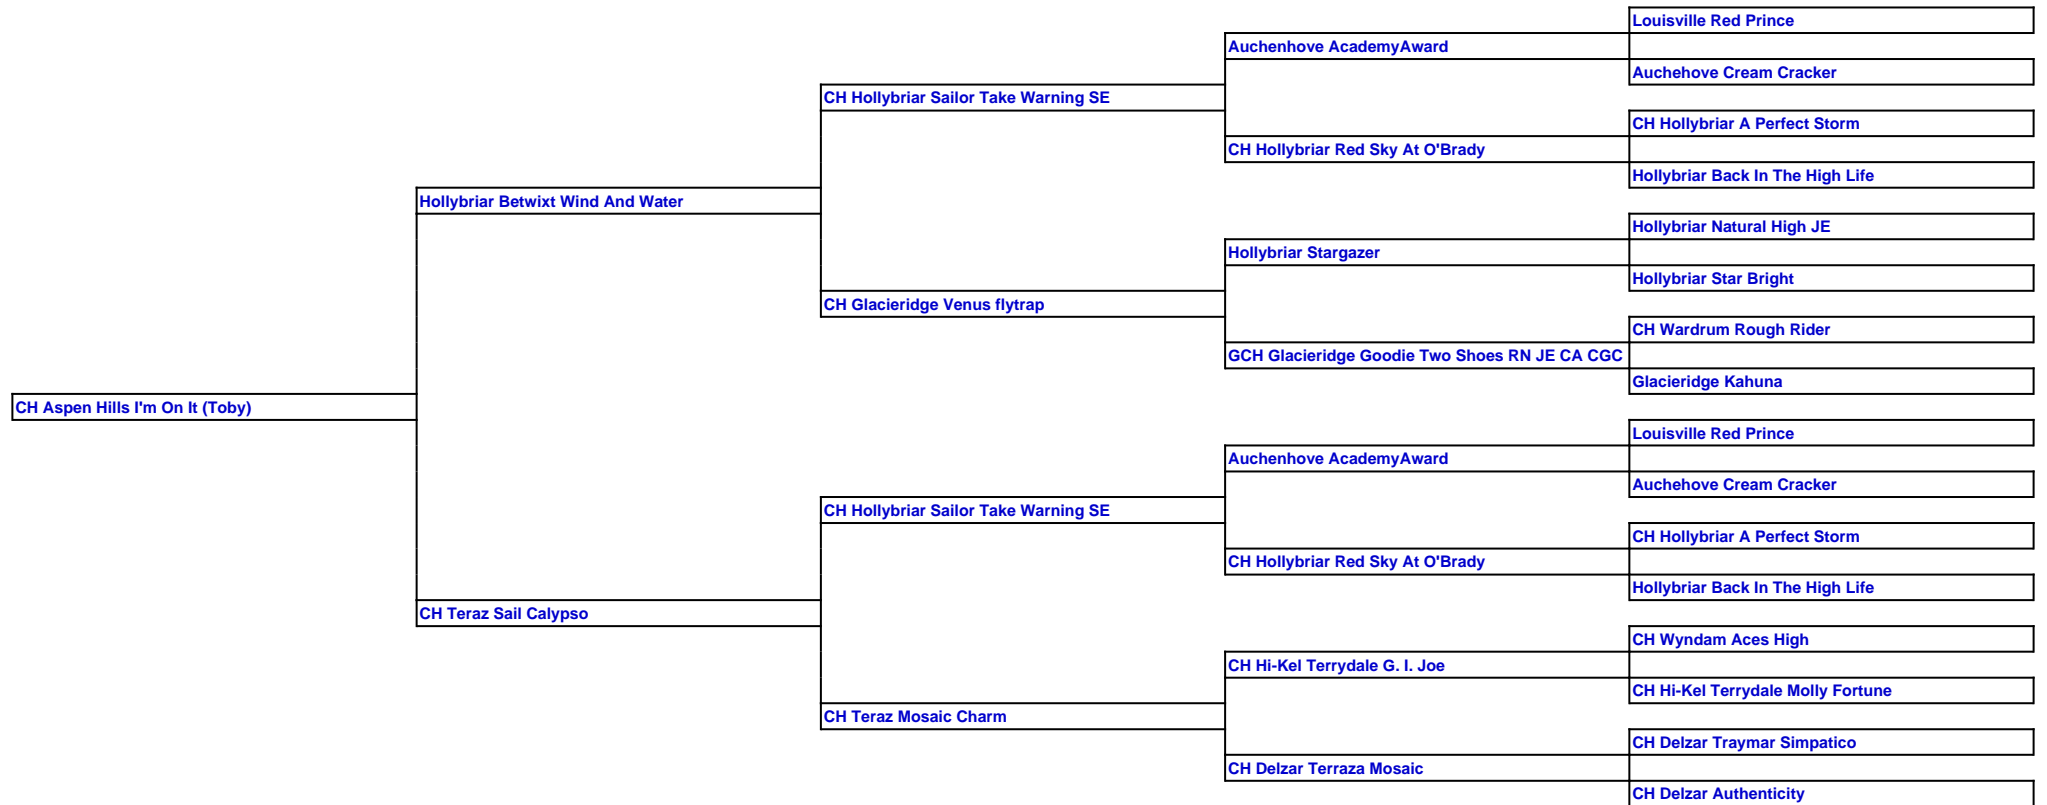 Louisville Red Prince
Auchenhove AcademyAward
Auchehove Cream Cracker
CH Hollybriar Sailor Take Warning SE
CH Hollybriar A Perfect Storm
CH Hollybriar Red Sky At O'Brady
Hollybriar Back In The High Life
Hollybriar Betwixt Wind And Water
Hollybriar Natural High JE
Hollybriar Stargazer
Hollybriar Star Bright
CH Glacieridge Venus flytrap
CH Wardrum Rough Rider
GCH Glacieridge Goodie Two Shoes RN JE CA CGC
Glacieridge Kahuna
CH Aspen Hills I'm On It (Toby)
Louisville Red Prince
Auchenhove AcademyAward
Auchehove Cream Cracker
CH Hollybriar Sailor Take Warning SE
CH Hollybriar A Perfect Storm
CH Hollybriar Red Sky At O'Brady
Hollybriar Back In The High Life
CH Teraz Sail Calypso
CH Wyndam Aces High
CH Hi-Kel Terrydale G. I. Joe
CH Hi-Kel Terrydale Molly Fortune
CH Teraz Mosaic Charm
CH Delzar Traymar Simpatico
CH Delzar Terraza Mosaic
CH Delzar Authenticity